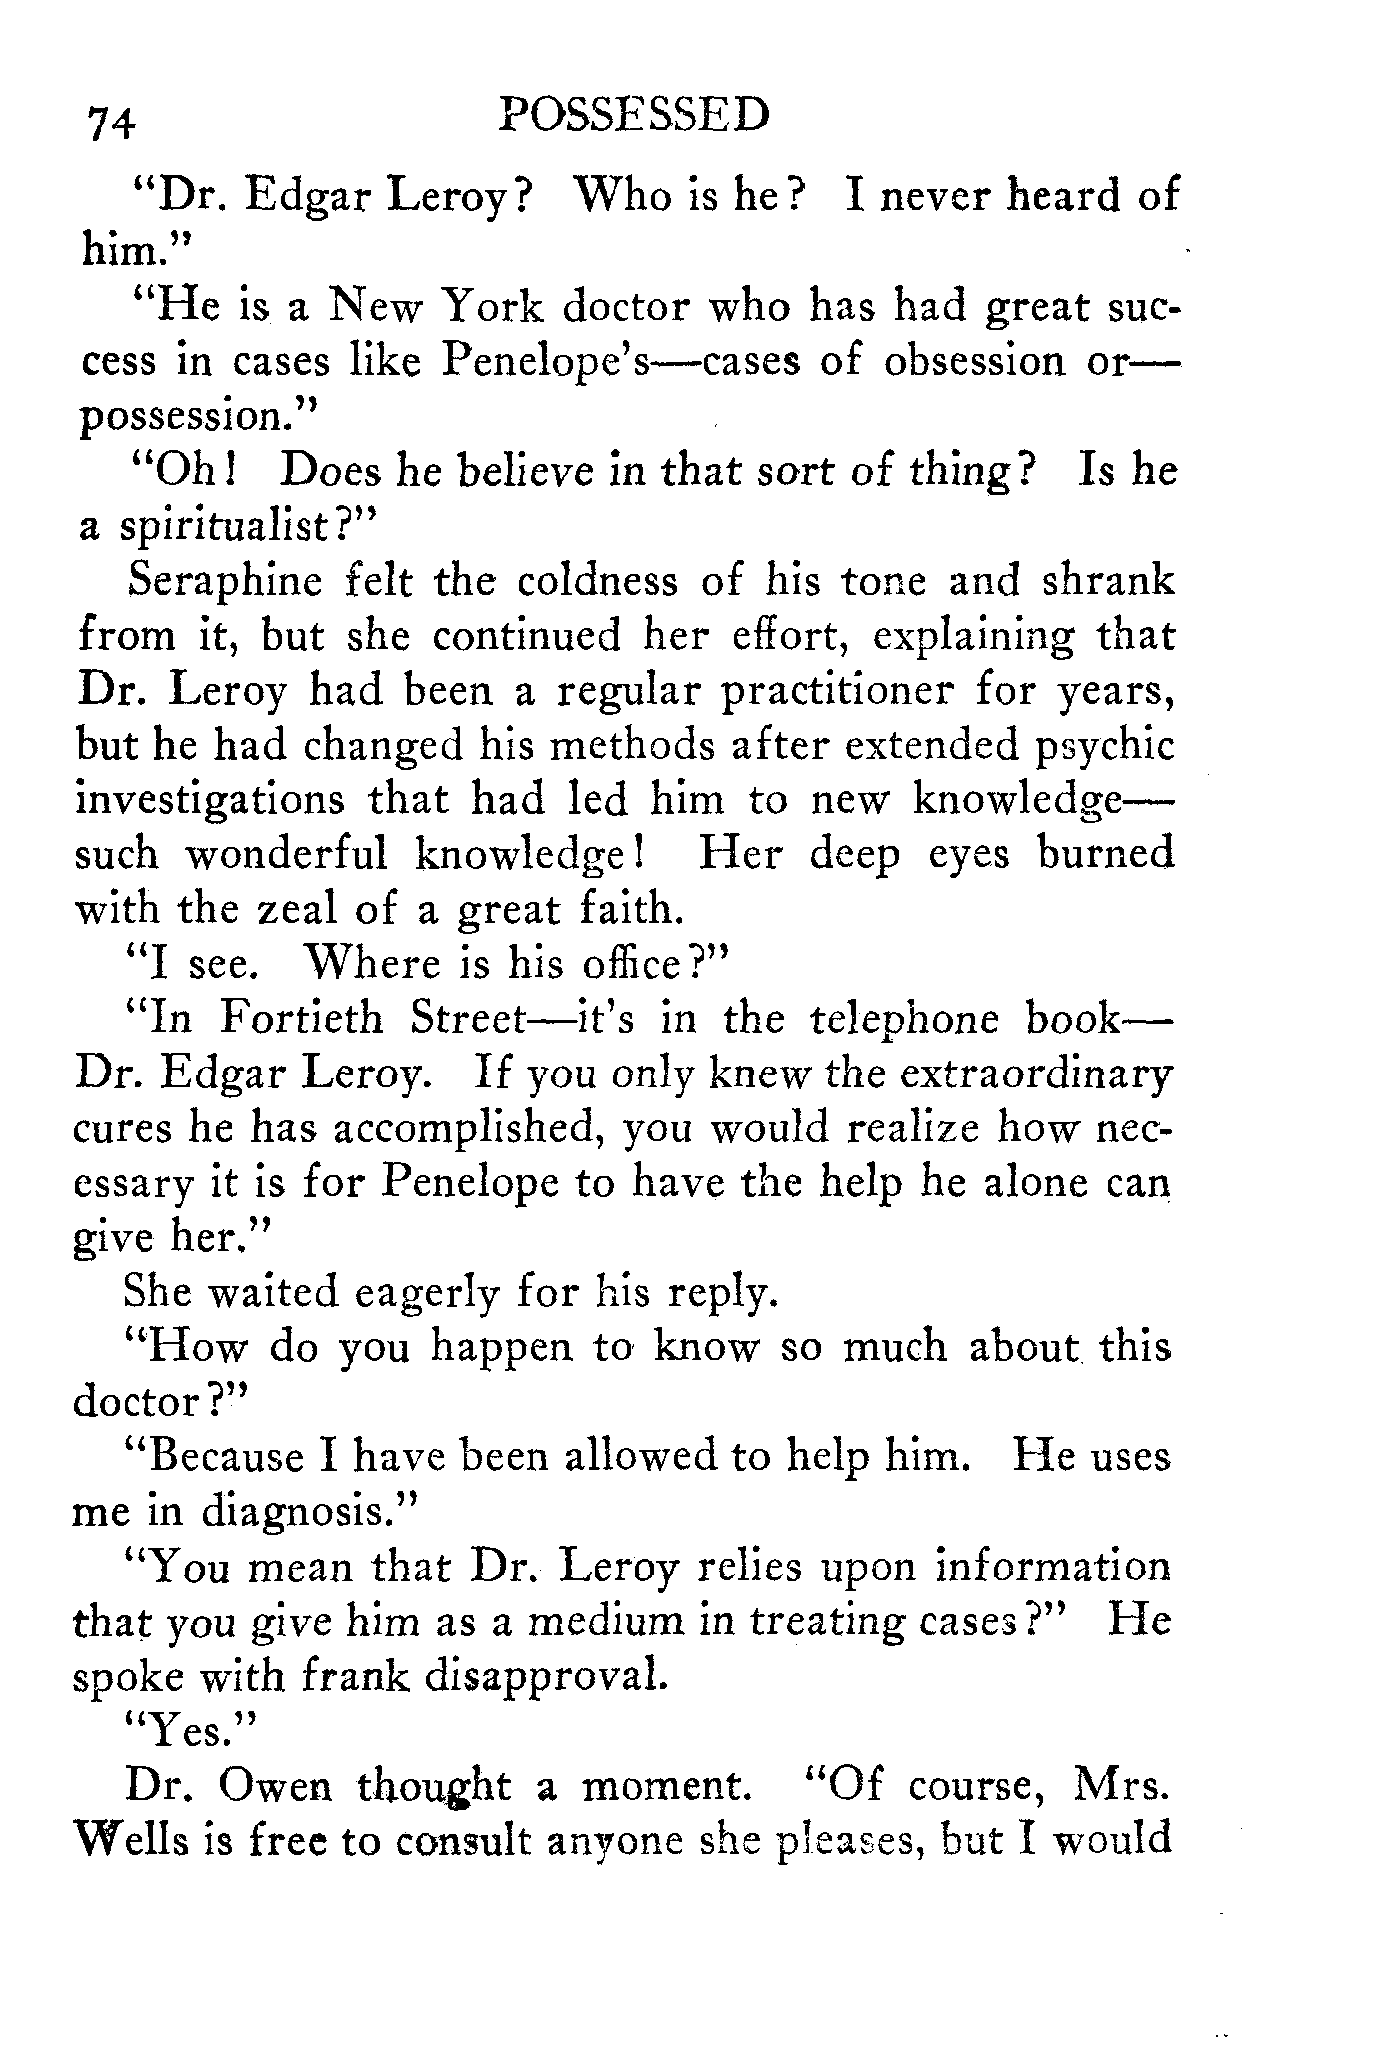 74 POSSESSED
“Dr. Edgar Leroy? Who is he? I never heard of
him.”
“He is a New York doctor who has had great suc-
cess in cases like Penelope’s—cases of obsession or—
possession.”
“Oh! Does he believe in that sort of thing? Is he
a spiritualist?”
Seraphine felt the coldness of his tone and shrank
from it, but she continued her effort, explaining that
Dr. Leroy had been a regular practitioner for years,
but he had changed his methods after extended psychic
investigations that had led him to new knowledge—
such wonderful knowledge! Her deep eyes burned
with the zeal of a great faith.
“I see. Where is his office?”
“In Fortieth Street—it’s in the telephone book—
Dr. Edgar Leroy. If you only knew the extraordinary
cures he has accomplished, you would realize how nec-
essary it is for Penelope to have the help he alone can
give her.”
She waited eagerly for his reply.
“How do you happen to know so much about this
doctor?”
“Because I have been allowed to help him. He uses
me in diagnosis.”
“You mean that Dr. Leroy relies upon information
that you give him as a medium in treating cases?” He
spoke with frank disapproval.
“Yes.”
Dr. Owen thought a moment. “Of course, Mrs.
Wells is free to consult anyone she pleases, but I would